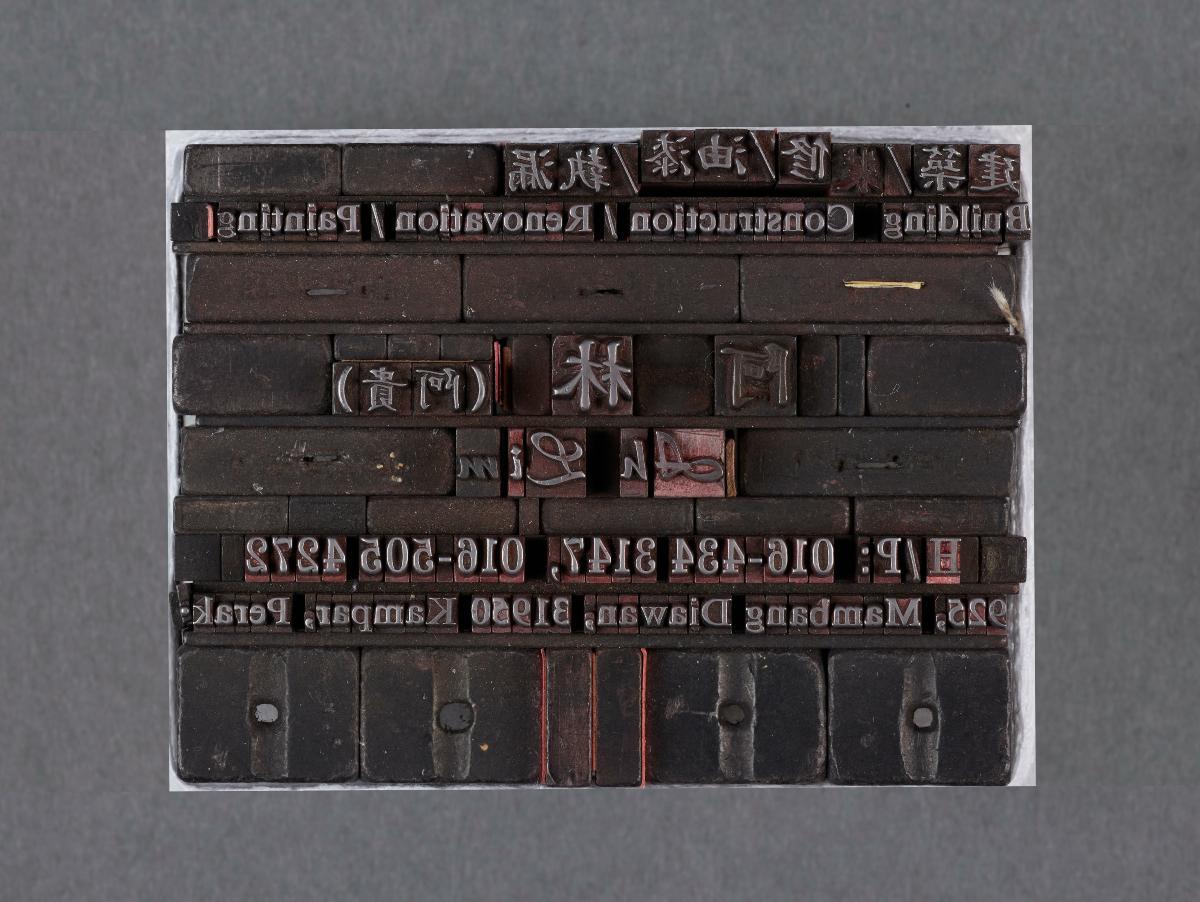 建築/裝修/油漆/執漏
Building Construction / Renovation / Painting
阿 林 (阿貴)
Ah Lim
H/P: 016-434 3147, 016-505 4272
925, Mambang Diawan, 31950 Kampar, Perak.